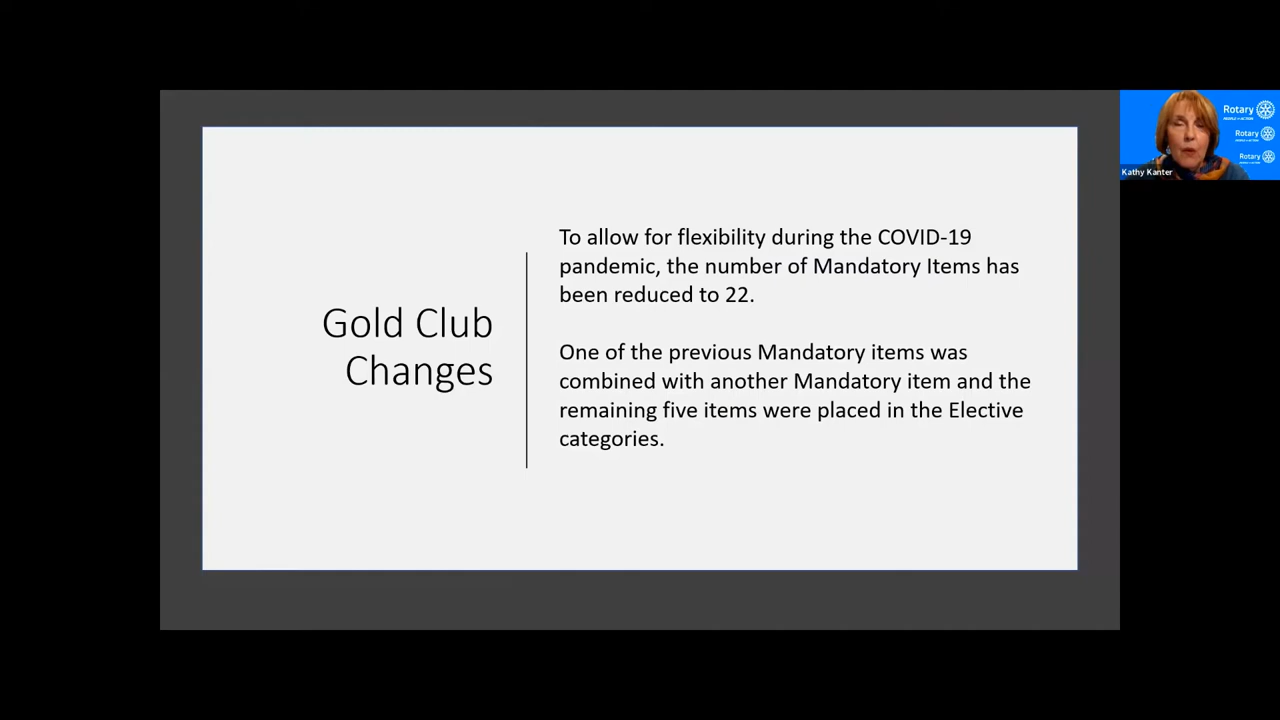 Gold Club
Changes
To allow for flexibility during the COVID-19
pandemic, the number of Mandatory Items has
been reduced to 22.
One of the previous Mandatory items was
combined with another Mandatory item and the
remaining five items were placed in the Elective
categories.
Rotary
Rotary
Rotary
Kathy Kanter